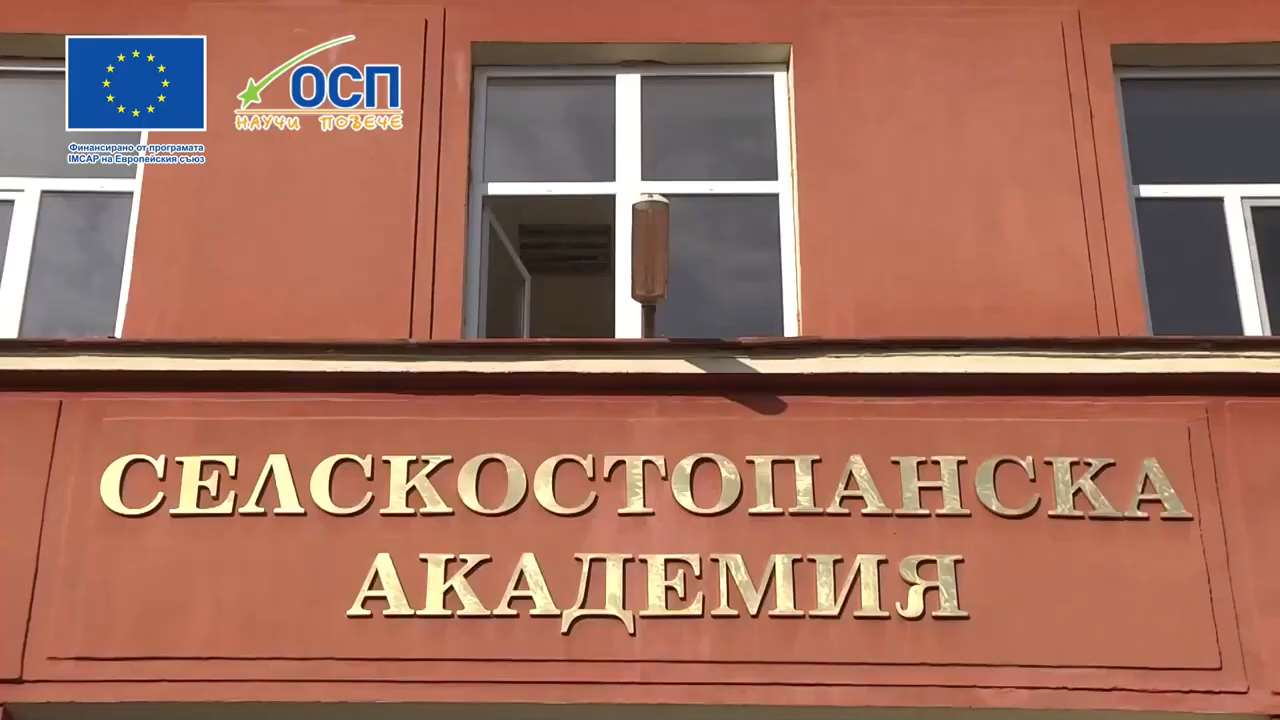 ОСП
НАУЧИ ПОВЕЧЕ
Финансирано от програмата
IMCAP на Европейския съюз
СЕЛСКОСТОПАНСКА
АКАДЕМИЯ